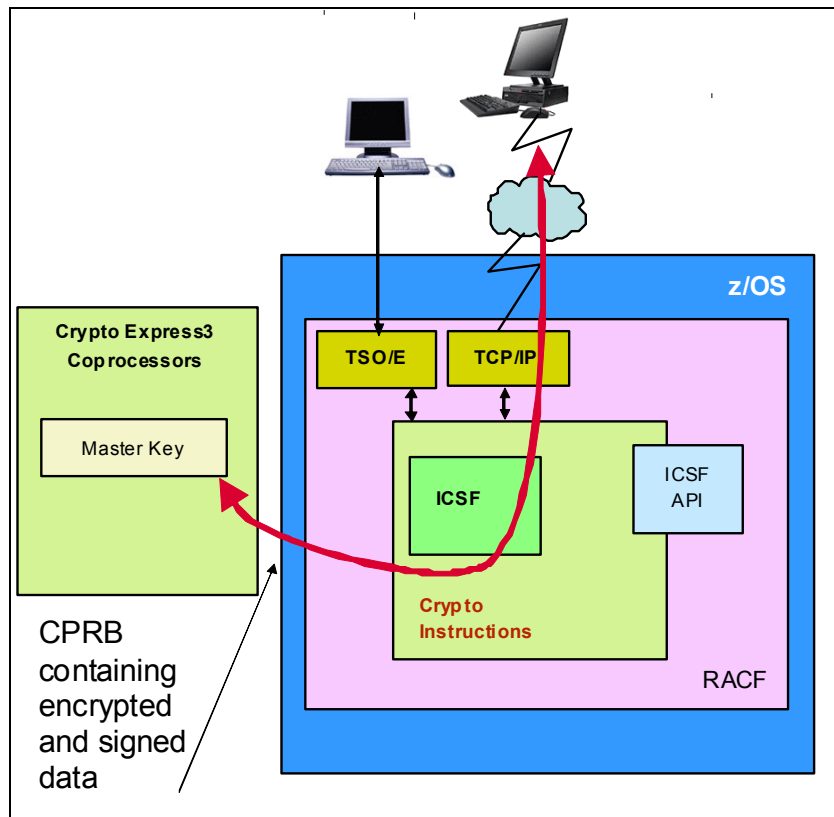 z/OS
Crypto Express3
Coprocessors
TSO/E
TCP/IP
Master Key
ICSF
ICSF
API
Crypto
Instructions
CPRB
containing
encrypted
and signed
data
RACF